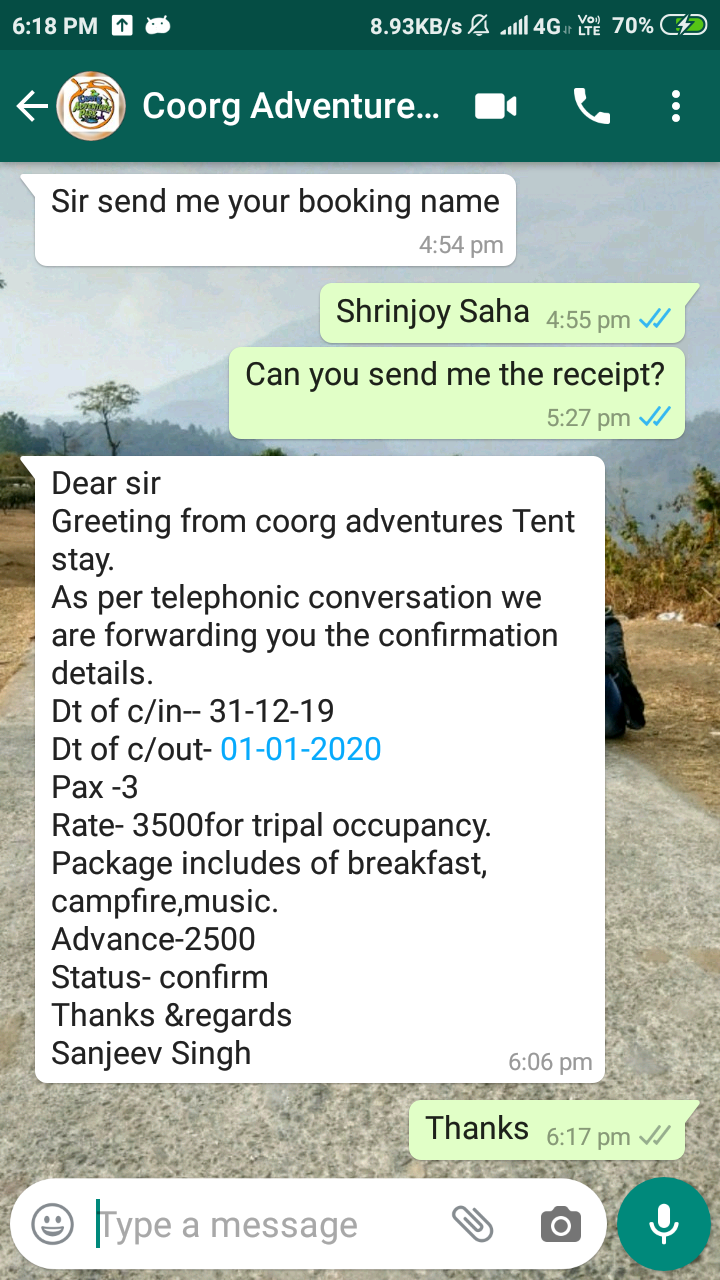 6:18 PM 8.93KB/s 4G Vo)) LTE 70%
Coorg Adventure...
Sir send me your booking name
4:54 pm
Shrinjoy Saha 4:55 pm
Can you send me the receipt?
5:27 pm
Dear sir
Greeting from coorg adventures Tent
stay.
As per telephonic conversation we
are forwarding you the confirmation
details.
Dt of c/in-- 31-12-19
Dt of c/out- 01-01-2020
Pax -3
Rate- 3500for tripal occupancy.
Package includes of breakfast,
campfire,music.
Advance-2500
Status- confirm
Thanks &regards
Sanjeev Singh
6:06 pm
Thanks 6:17 pm
Type a message